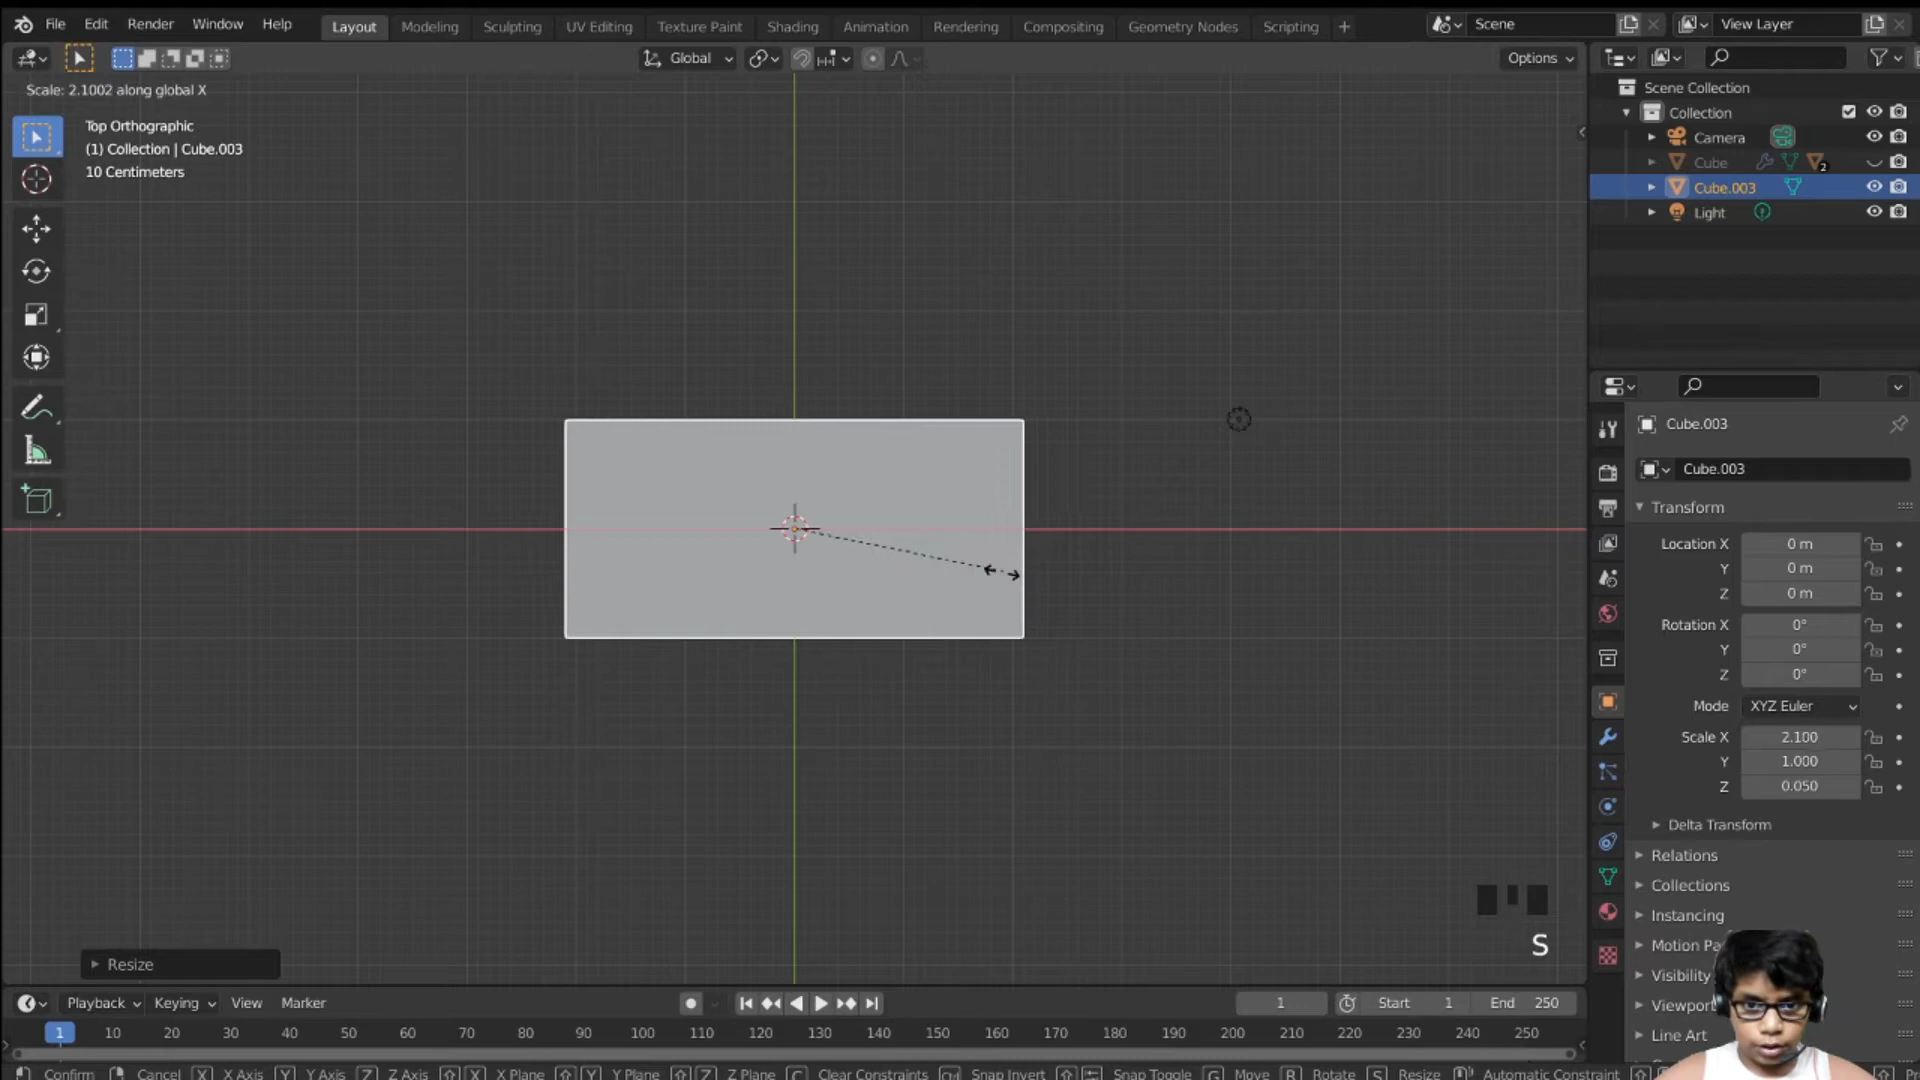 File Edit Render Window Help Layout Modeling Sculpting UV Editing Texture Paint Shading Animation Rendering Compositing Geometry Nodes Scripting + Scene View Layer
Global Options
Scale: 2.1002 along global X
Top Orthographic
(1) Collection | Cube.003
10 Centimeters
Scene Collection
Collection
Camera
Cube 2
Cube.003
Light
Cube.003
Cube.003
Transform
Location X 0 m
Y 0 m
Z 0 m
Rotation X 0°
Y 0°
Z 0°
Mode XYZ Euler
Scale X 2.100
Y 1.000
Z 0.050
Delta Transform
Relations
Collections
Instancing
Motion Pa
Visibility
Viewport
Line Art
S
Resize
Playback Keying View Marker 1 Start 1 End 250
1 10 20 30 40 50 60 70 80 90 100 110 120 130 140 150 160 170 180 190 200 210 220 230 240 250
Confirm Cancel X X Axis Y Y Axis Z Z Axis X X Plane Y Y Plane Z Z Plane C Clear Constraints Ctrl Snap Invert Snap Toggle G Move R Rotate S Resize Automatic Constraint